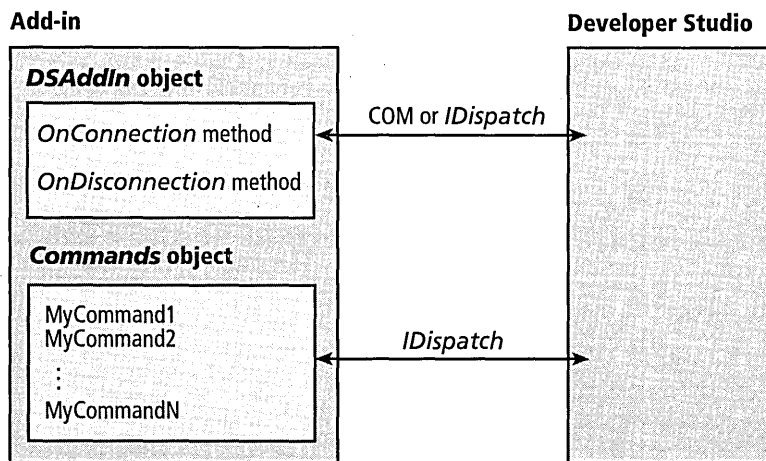 Add-in
Developer Studio
DSAddIn object
OnConnection method
COM or IDispatch
OnDisconnection method
Commands object
MyCommand1
MyCommand2
IDispatch
⋮
MyCommandN